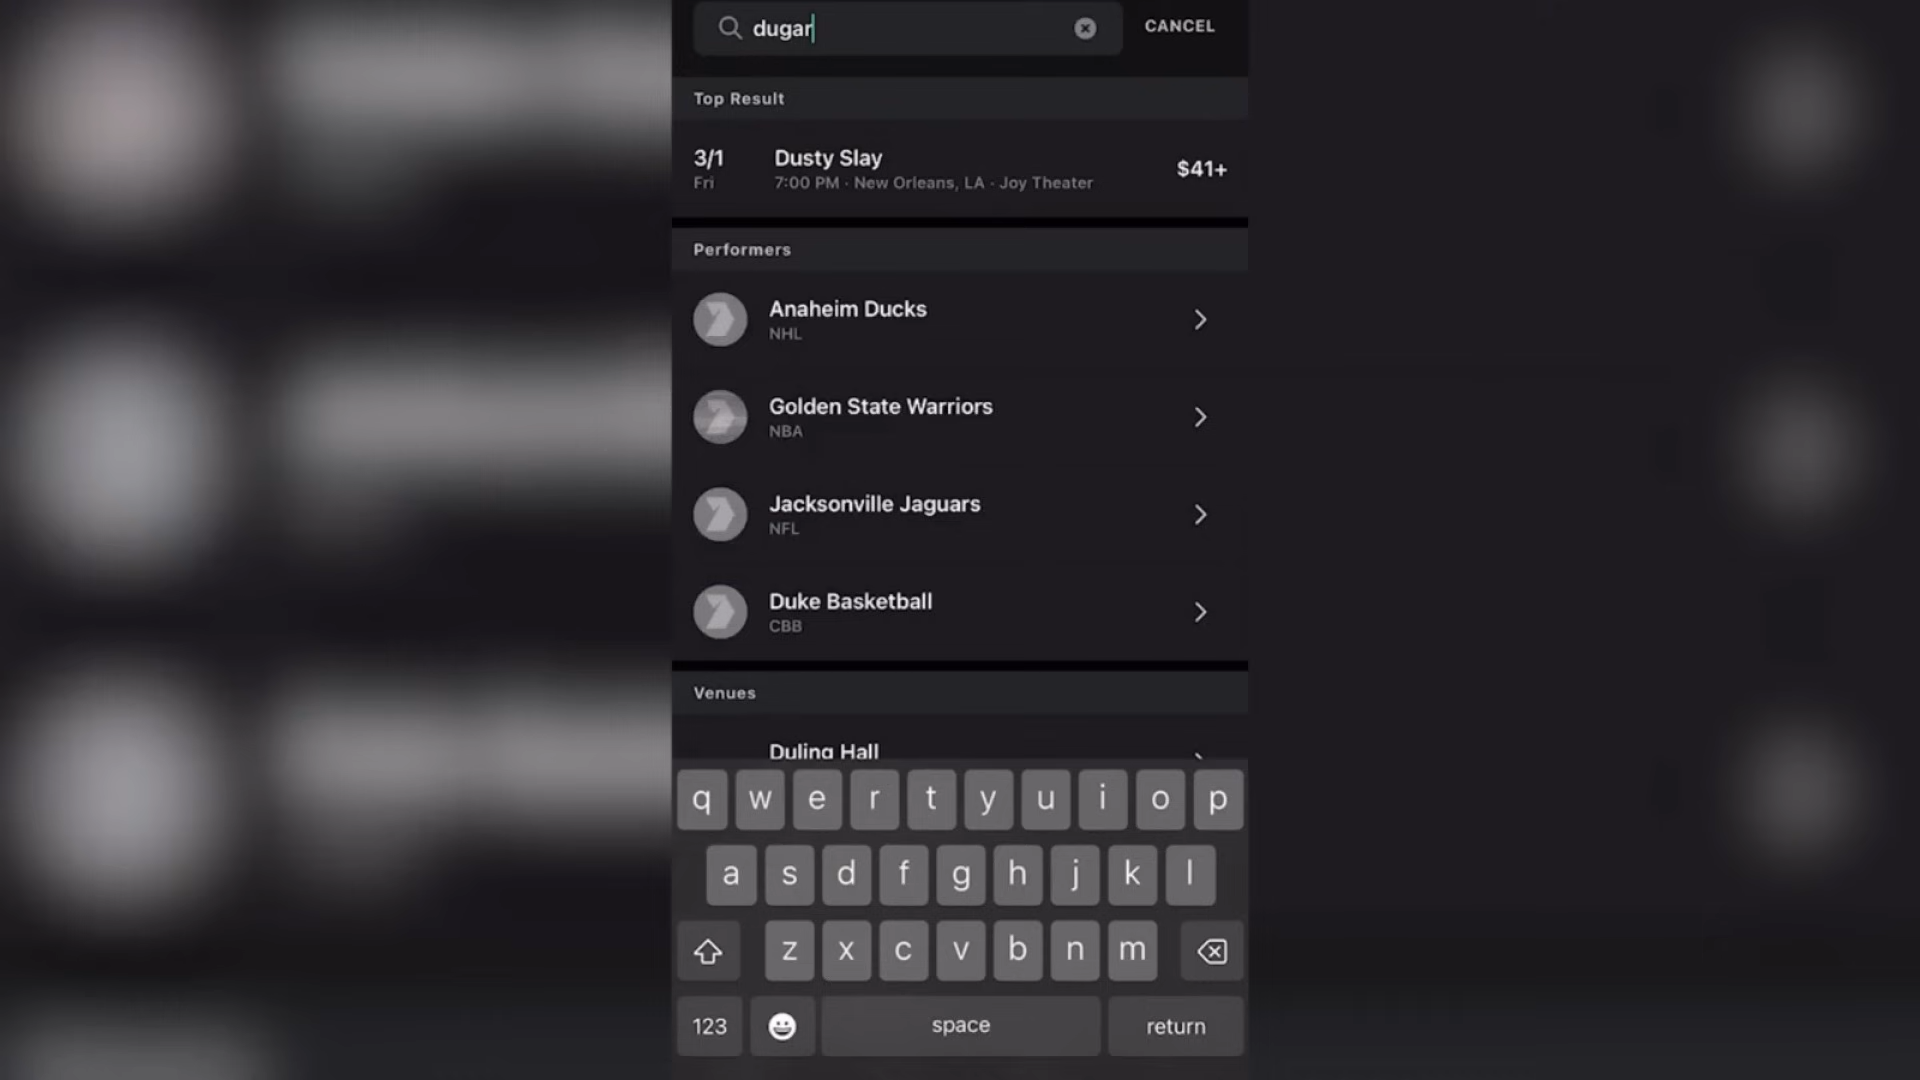 dugar
CANCEL
Top Result
3/1
Dusty Slay
$41+
Fri
7:00 PM · New Orleans, LA · Joy Theater
Performers
Anaheim Ducks
NHL
Golden State Warriors
NBA
Jacksonville Jaguars
NFL
Duke Basketball
CBB
Venues
Duling Hall
q w e r t y u i o p
a s d f g h j k l
z x c v b n m
123
space
return